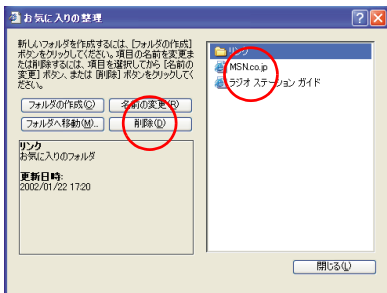 お気に入りの整理
新しいフォルダを作成するには、[フォルダの作成]
ボタンをクリックしてください。項目の名前を変更ま
たは削除するには、項目を選択してから [名前の
変更] ボタン、または [削除] ボタンをクリックしてく
ださい。
フォルダの作成(C)
名前の変更(R)
フォルダへ移動(M)...
削除(D)
リンク
お気に入りのフォルダ
更新日時:
2002/01/22 17:20
リンク
MSN.co.jp
ラジオ ステーション ガイド
閉じる(L)